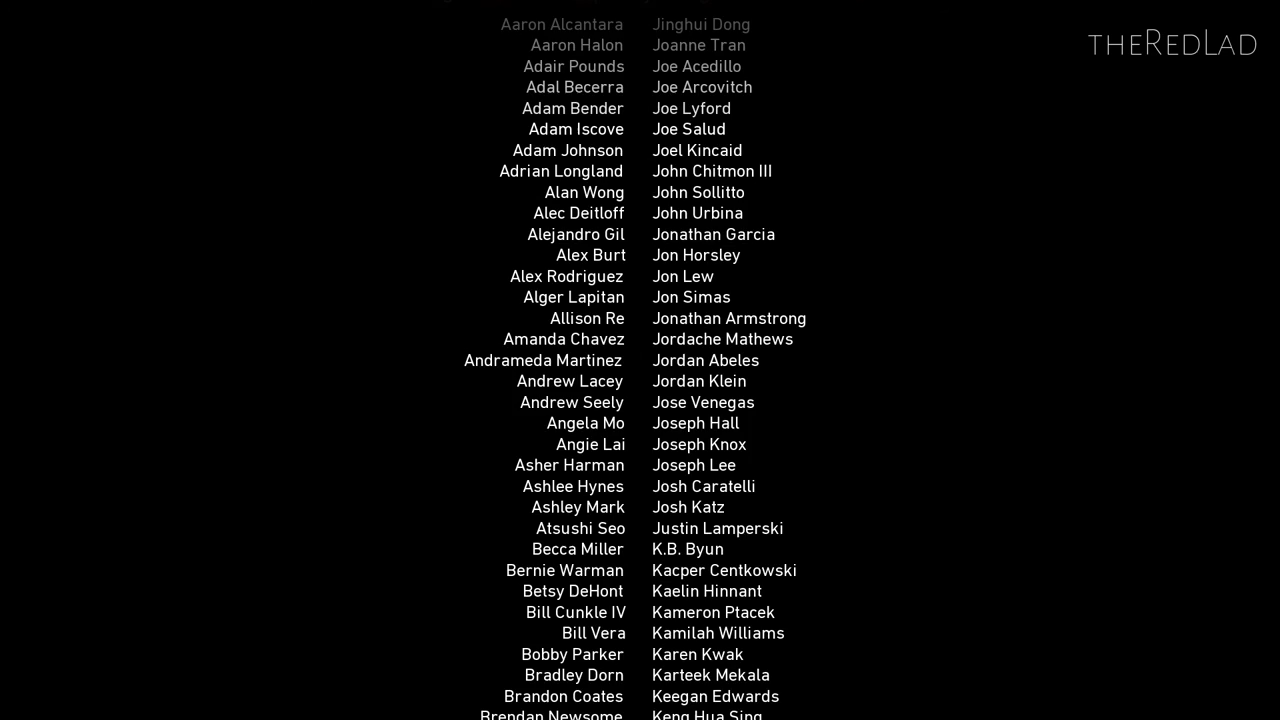 Aaron Alcantara Jinghui Dong
Aaron Halon Joanne Tran
Adair Pounds Joe Acedillo
Adal Becerra Joe Arcovitch
Adam Bender Joe Lyford
Adam Iscove Joe Salud
Adam Johnson Joel Kincaid
Adrian Longland John Chitmon III
Alan Wong John Sollitto
Alec Deitloff John Urbina
Alejandro Gil Jonathan Garcia
Alex Burt Jon Horsley
Alex Rodriguez Jon Lew
Alger Lapitan Jon Simas
Allison Re Jonathan Armstrong
Amanda Chavez Jordache Mathews
Andrameda Martinez Jordan Abeles
Andrew Lacey Jordan Klein
Andrew Seely Jose Venegas
Angela Mo Joseph Hall
Angie Lai Joseph Knox
Asher Harman Joseph Lee
Ashlee Hynes Josh Caratelli
Ashley Mark Josh Katz
Atsushi Seo Justin Lamperski
Becca Miller K.B. Byun
Bernie Warman Kacper Centkowski
Betsy DeHont Kaelin Hinnant
Bill Cunkle IV Kameron Ptacek
Bill Vera Kamilah Williams
Bobby Parker Karen Kwak
Bradley Dorn Karteek Mekala
Brandon Coates Keegan Edwards
Brendan Newsome Keng Hua Sing
THEREDLAD